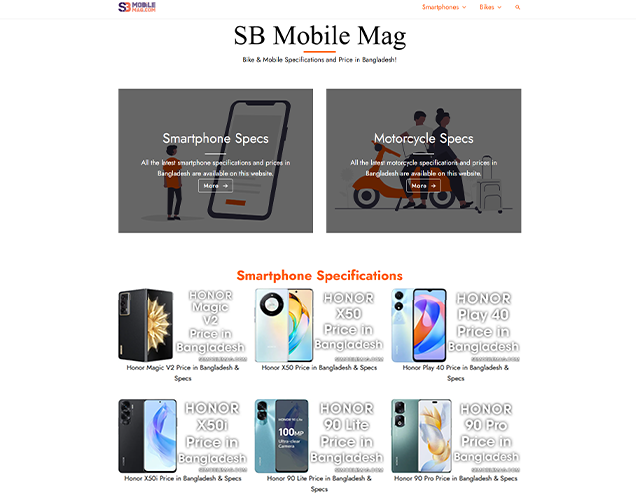 SB MOBILE
MAG.COM
Smartphones
Bikes
SB Mobile Mag
Bike & Mobile Specifications and Price in Bangladesh!
Smartphone Specs
All the latest smartphone specifications and prices in
Bangladesh are available on this website.
More →
Motorcycle Specs
All the latest motorcycle specifications and prices in
Bangladesh are available on this website.
More →
Smartphone Specifications
HONOR
Magic
V2
Price in
Bangladesh
SBMOBILEMAG.COM
Honor Magic V2 Price in Bangladesh &
Specs
HONOR
X50
Price in
Bangladesh
SBMOBILEMAG.COM
Honor X50 Price in Bangladesh & Specs
HONOR
Play 40
Price in
Bangladesh
SBMOBILEMAG.COM
Honor Play 40 Price in Bangladesh &
Specs
HONOR
X50i
Price in
Bangladesh
SBMOBILEMAG.COM
Honor X50i Price in Bangladesh & Specs
HONOR 90 Lite
100MP
Ultra-clear
Camera
HONOR
90 Lite
Price in
Bangladesh
SBMOBILEMAG.COM
Honor 90 Lite Price in Bangladesh &
Specs
HONOR
90 Pro
Price in
Bangladesh
SBMOBILEMAG.COM
Honor 90 Pro Price in Bangladesh & Specs